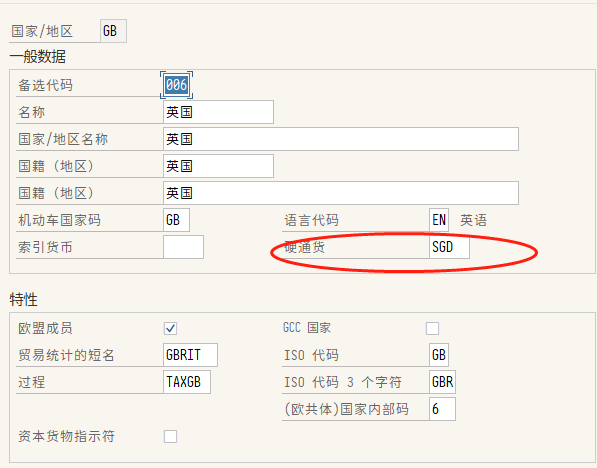 国家/地区 GB
一般数据
备选代码 006
名称 英国
国家/地区名称 英国
国籍（地区） 英国
国籍（地区） 英国
机动车国家码 GB 语言代码 EN 英语
索引货币 硬通货 SGD
特性
欧盟成员 GCC 国家
贸易统计的短名 GBRIT ISO 代码 GB
过程 TAXGB ISO 代码 3 个字符 GBR
(欧共体)国家内部码 6
资本货物指示符